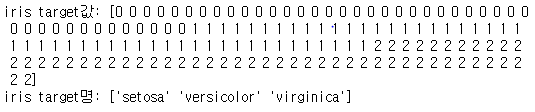 iris target값: [0 0 0 0 0 0 0 0 0 0 0 0 0 0 0 0 0 0 0 0 0 0 0 0 0 0 0 0 0 0 0 0 0 0 0 0 0
0 0 0 0 0 0 0 0 0 0 0 0 0 1 1 1 1 1 1 1 1 1 1 1 1 1 1 1 1 1 1 1 1 1 1 1 1
1 1 1 1 1 1 1 1 1 1 1 1 1 1 1 1 1 1 1 1 1 1 1 1 1 1 2 2 2 2 2 2 2 2 2 2 2
2 2 2 2 2 2 2 2 2 2 2 2 2 2 2 2 2 2 2 2 2 2 2 2 2 2 2 2 2 2 2 2 2 2 2 2 2
2 2]
iris target명: ['setosa' 'versicolor' 'virginica']